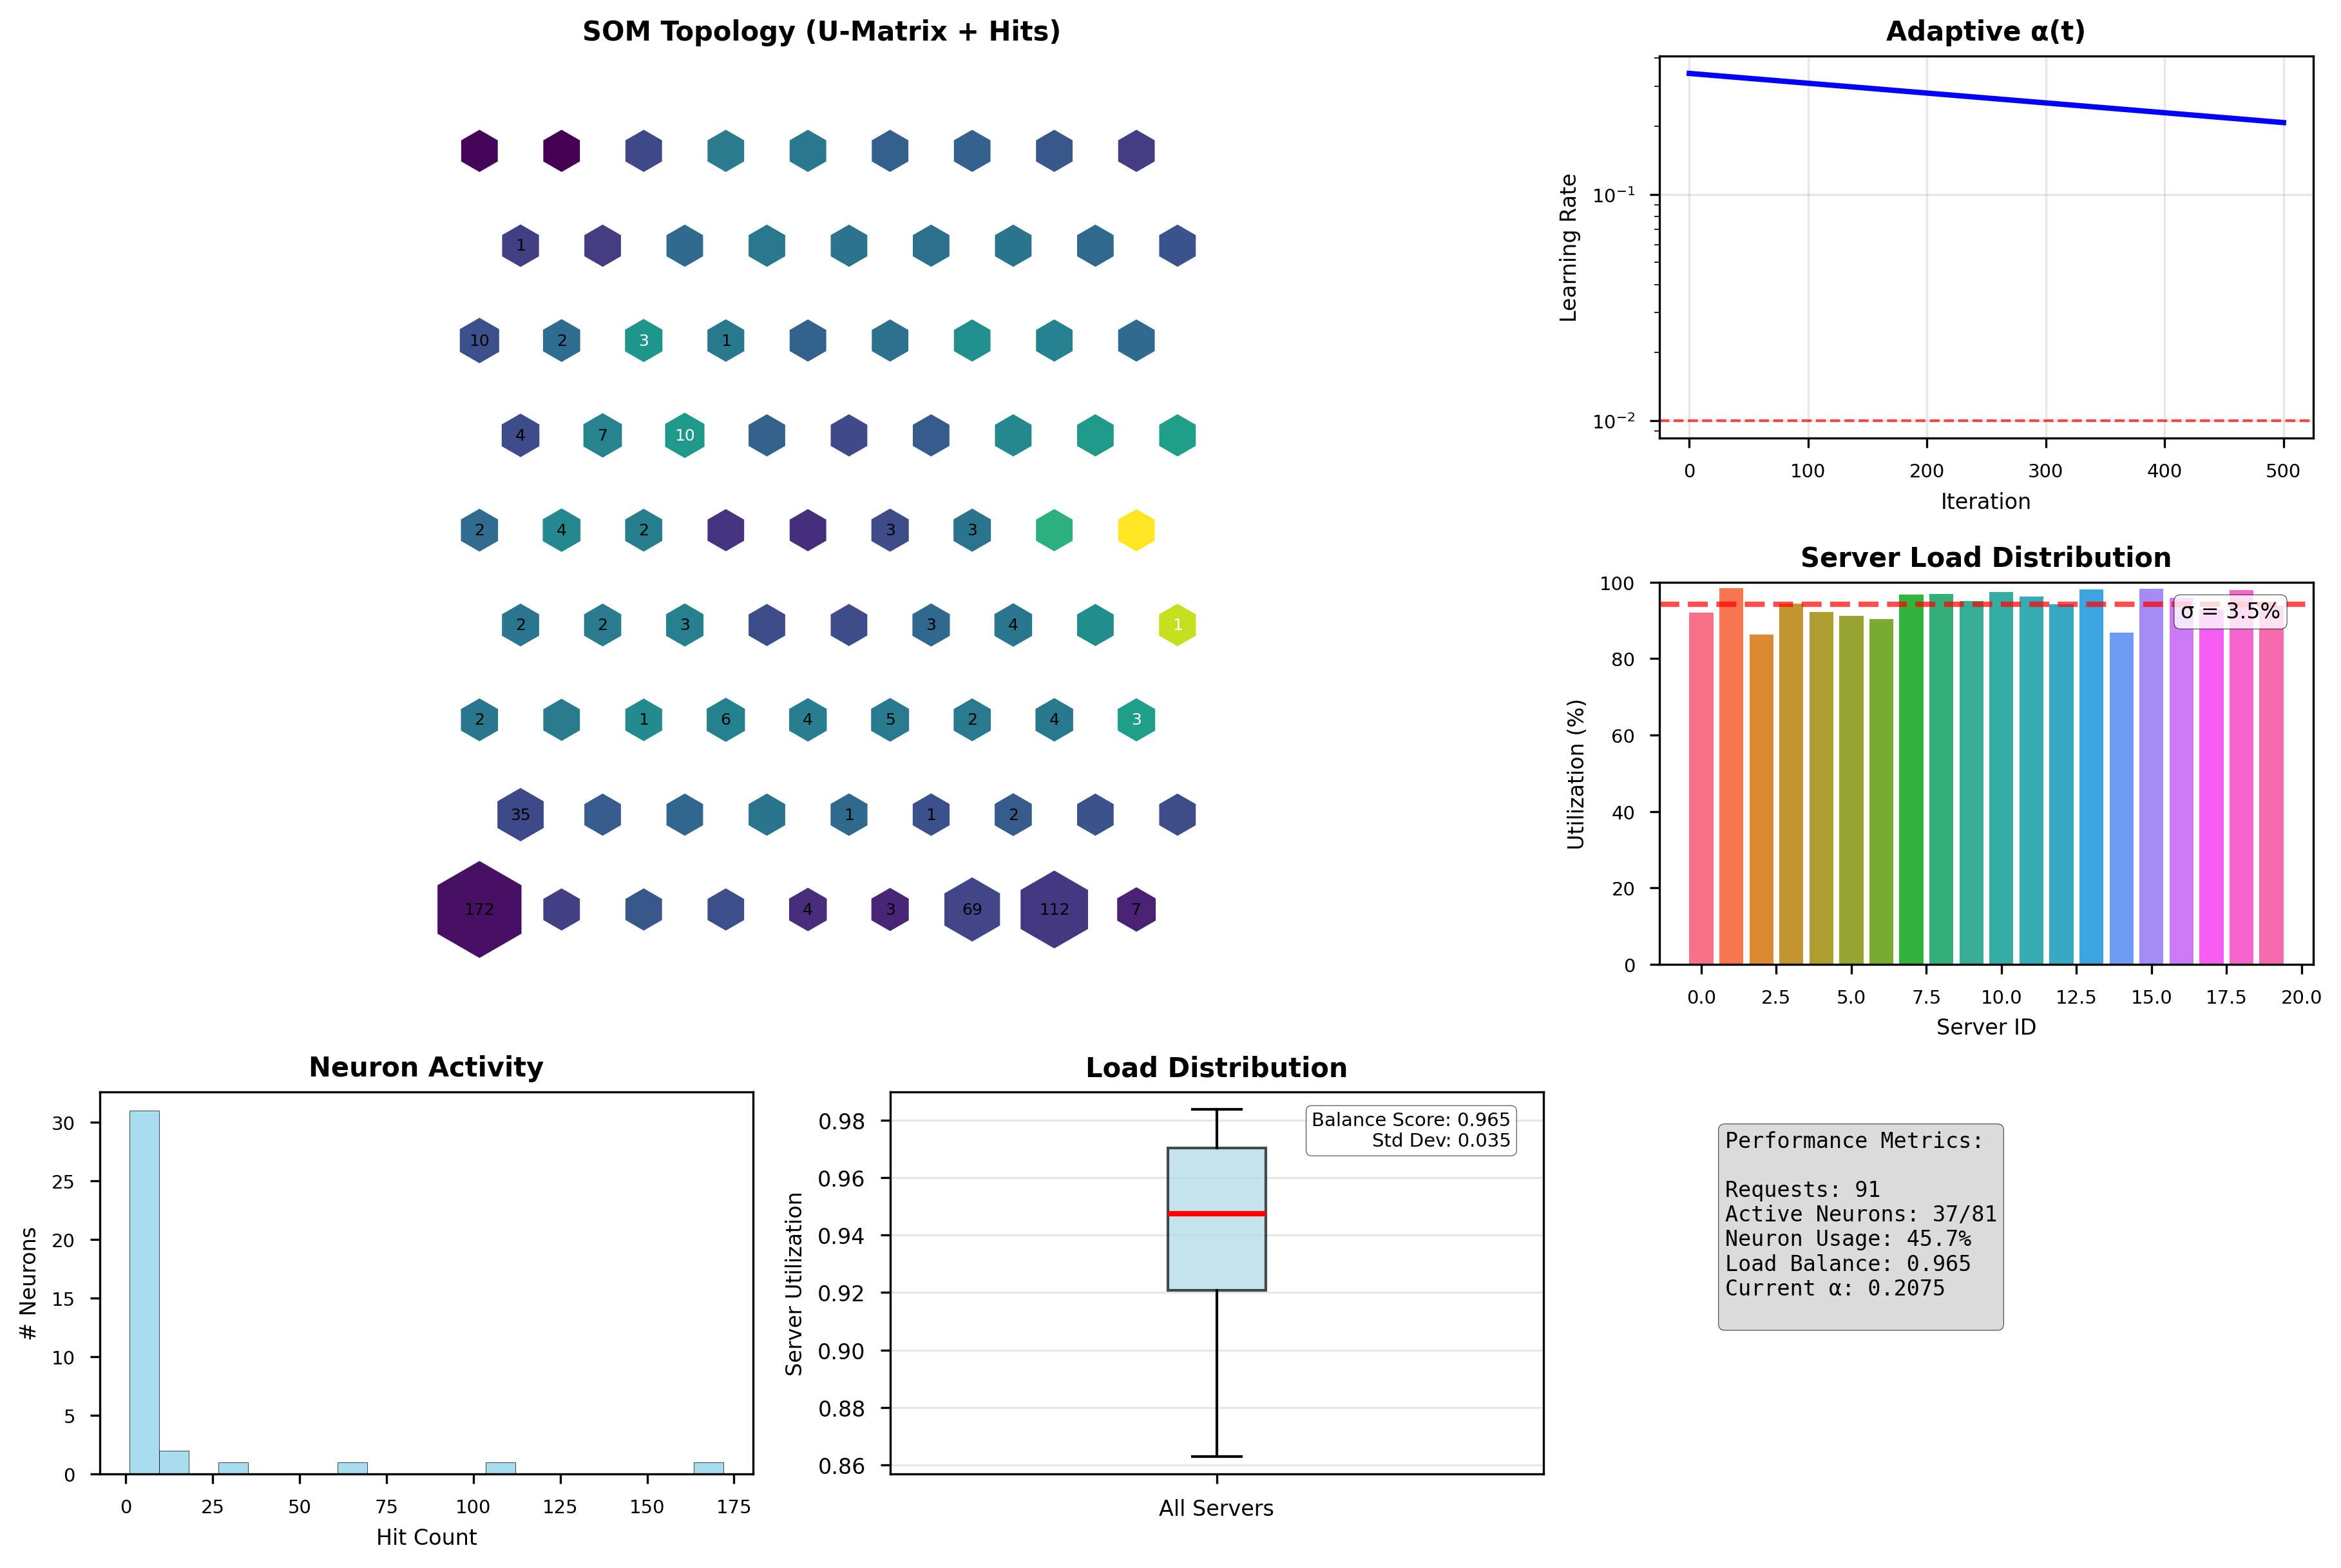 SOM Topology (U-Matrix + Hits)
1
10 2 3 1
4 7 10
2 4 2 3 3
2 2 3 3 4 1
2 1 6 4 5 2 4 3
35 1 1 2
172 4 3 69 112 7
Adaptive α(t)
Learning Rate
10⁻¹
10⁻²
0 100 200 300 400 500
Iteration
Server Load Distribution
Utilization (%)
100
80
60
40
20
0
σ = 3.5%
0.0 2.5 5.0 7.5 10.0 12.5 15.0 17.5 20.0
Server ID
Neuron Activity
# Neurons
30
25
20
15
10
5
0
0 25 50 75 100 125 150 175
Hit Count
Load Distribution
Server Utilization
0.98
0.96
0.94
0.92
0.90
0.88
0.86
Balance Score: 0.965
Std Dev: 0.035
All Servers
Performance Metrics:
Requests: 91
Active Neurons: 37/81
Neuron Usage: 45.7%
Load Balance: 0.965
Current α: 0.2075